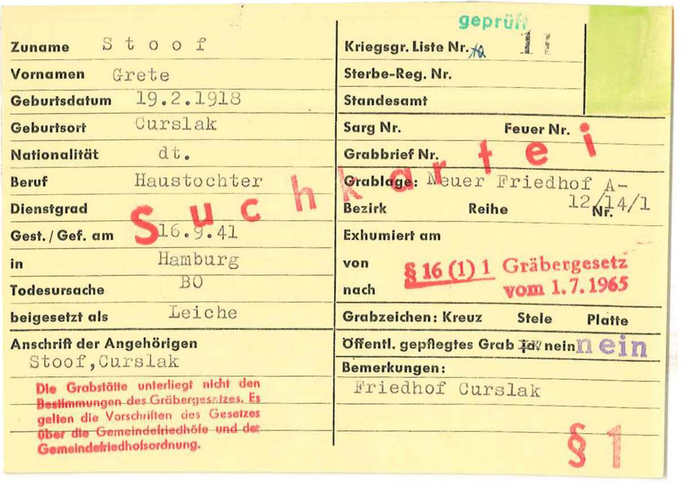 geprüft
Zuname Stoof
Vornamen Grete
Geburtsdatum 19.2.1918
Geburtsort Curslak
Nationalität dt.
Beruf Haustochter
Dienstgrad
Gest./Gef. am 16.9.41
in Hamburg
Todesursache BO
beigesetzt als Leiche
Anschrift der Angehörigen
Stoof,Curslak
Die Grabstätte unterliegt nicht den
Bestimmungen des Gräbergesetzes. Es
gelten die Vorschriften des Gesetzes
über die Gemeindefriedhöfe und der
Gemeindefriedhofsordnung.
Suchkartei
Kriegsgr. Liste Nr.
Sterbe-Reg. Nr.
Standesamt
Sarg Nr. Feuer Nr.
Grabbrief Nr.
Grablage: Neuer Friedhof A-
12/14/1
Bezirk Reihe Nr.
Exhumiert am
von
nach
§ 16 (1) 1 Gräbergesetz
vom 1.7.1965
Grabzeichen: Kreuz Stele Platte
Öffentl. gepflegtes Grab ja, nein nein
Bemerkungen:
Friedhof Curslak
§ 1